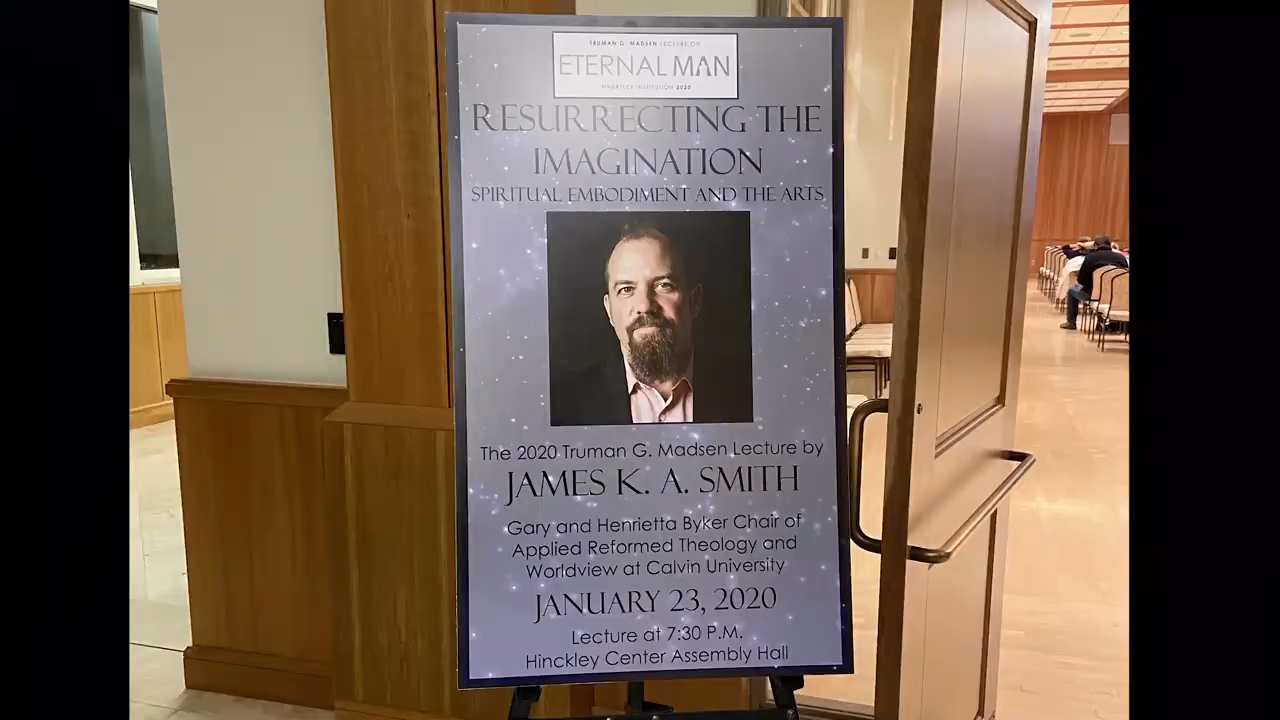 TRUMAN G. MADSEN LECTURE ON
ETERNAL MAN
WHEATLEY INSTITUTION 2020
RESURRECTING THE
IMAGINATION
SPIRITUAL EMBODIMENT AND THE ARTS
The 2020 Truman G. Madsen Lecture by
JAMES K. A. SMITH
Gary and Henrietta Byker Chair of
Applied Reformed Theology and
Worldview at Calvin University
JANUARY 23, 2020
Lecture at 7:30 P.M.
Hinckley Center Assembly Hall